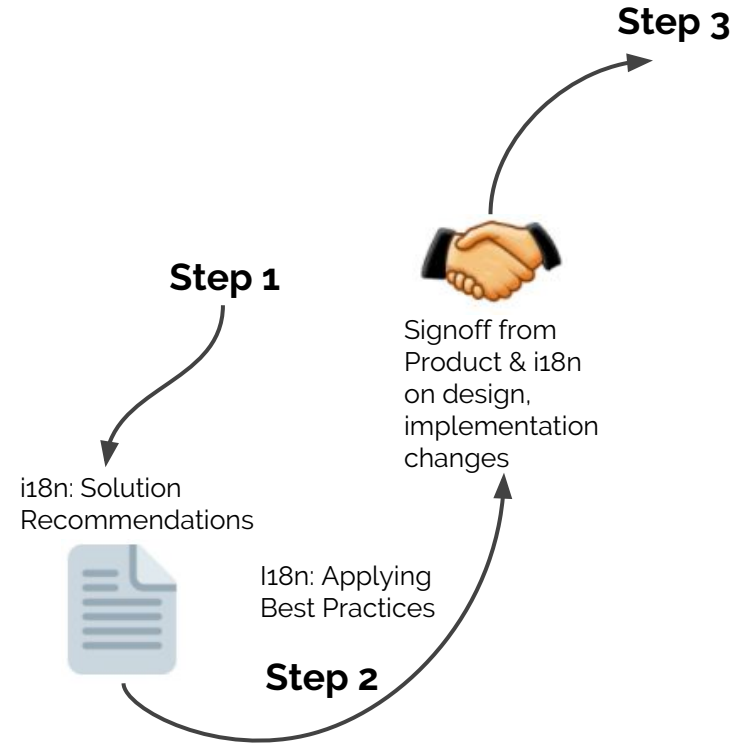 Step 1
i18n: Solution
Recommendations
I18n: Applying
Best Practices
Step 2
Signoff from
Product & i18n
on design,
implementation
changes
Step 3